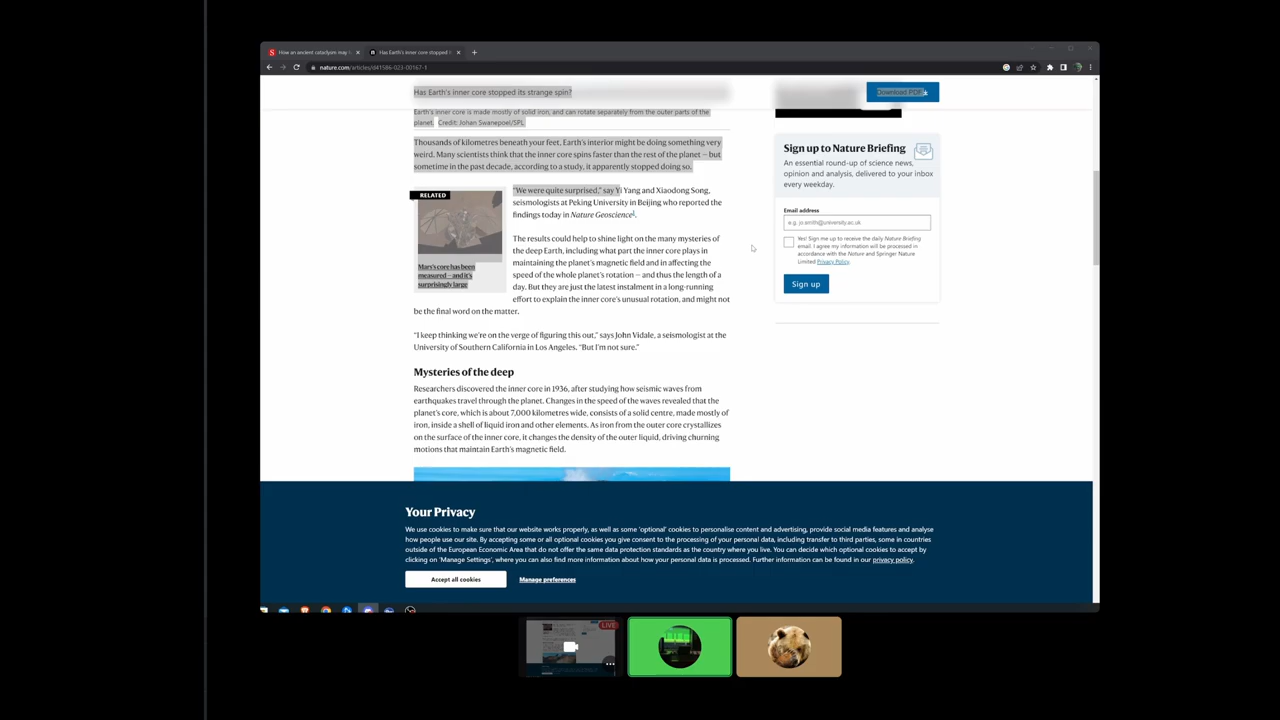 How an ancient cataclysm may
Has Earth's inner core stopped it
nature.com/articles/d41586-023-00167-1
Has Earth's inner core stopped its strange spin?
Download PDF
Earth's inner core is made mostly of solid iron, and can rotate separately from the outer parts of the
planet. Credit: Johan Swanepoel/SPL
Thousands of kilometres beneath your feet, Earth's interior might be doing something very
weird. Many scientists think that the inner core spins faster than the rest of the planet — but
sometime in the past decade, according to a study, it apparently stopped doing so.
RELATED
Mars's core has been
measured — and it's
surprisingly large
“We were quite surprised,” say Yi Yang and Xiaodong Song,
seismologists at Peking University in Beijing who reported the
findings today in Nature Geoscience1.
The results could help to shine light on the many mysteries of
the deep Earth, including what part the inner core plays in
maintaining the planet's magnetic field and in affecting the
speed of the whole planet's rotation — and thus the length of a
day. But they are just the latest instalment in a long-running
effort to explain the inner core's unusual rotation, and might not
be the final word on the matter.
“I keep thinking we're on the verge of figuring this out,” says John Vidale, a seismologist at the
University of Southern California in Los Angeles. “But I'm not sure.”
Mysteries of the deep
Researchers discovered the inner core in 1936, after studying how seismic waves from
earthquakes travel through the planet. Changes in the speed of the waves revealed that the
planet's core, which is about 7,000 kilometres wide, consists of a solid centre, made mostly of
iron, inside a shell of liquid iron and other elements. As iron from the outer core crystallizes
on the surface of the inner core, it changes the density of the outer liquid, driving churning
motions that maintain Earth's magnetic field.
Sign up to Nature Briefing
An essential round-up of science news,
opinion and analysis, delivered to your inbox
every weekday.
Email address
e.g. jo.smith@university.ac.uk
Yes! Sign me up to receive the daily Nature Briefing
email. I agree my information will be processed in
accordance with the Nature and Springer Nature
Limited Privacy Policy.
Sign up
Your Privacy
We use cookies to make sure that our website works properly, as well as some ‘optional’ cookies to personalise content and advertising, provide social media features and analyse
how people use our site. By accepting some or all optional cookies you give consent to the processing of your personal data, including transfer to third parties, some in countries
outside of the European Economic Area that do not offer the same data protection standards as the country where you live. You can decide which optional cookies to accept by
clicking on ‘Manage Settings’, where you can also find more information about how your personal data is processed. Further information can be found in our privacy policy.
Accept all cookies
Manage preferences
LIVE